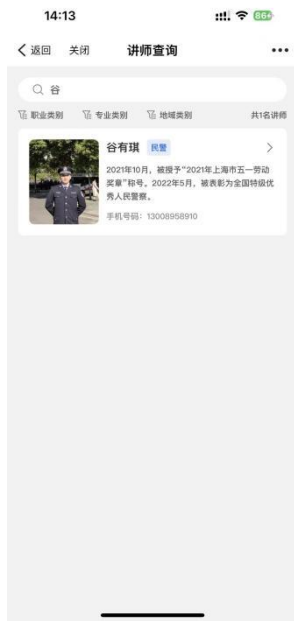 14:13
86
返回 关闭 讲师查询
谷
职业类别 专业类别 地域类别 共1名讲师
谷有琪 民警
2021年10月，被授予“2021年上海市五一劳动
奖章”称号。2022年5月，被表彰为全国特级优
秀人民警察。
手机号码：13008958910